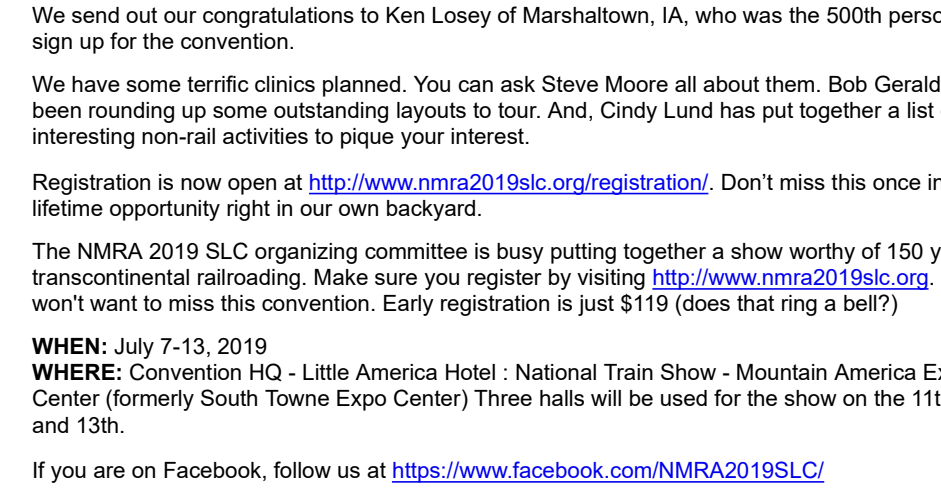 We send out our congratulations to Ken Losey of Marshaltown, IA, who was the 500th
sign up for the convention.
We have some terrific clinics planned. You can ask Steve Moore all about them. Bob Gerald
been rounding up some outstanding layouts to tour. And, Cindy Lund has put together a list
interesting non-rail activities to pique your interest.
Registration is now open at http://www.nmra2019slc.org/registration/. Don’t miss this once in
lifetime opportunity right in our own backyard.
The NMRA 2019 SLC organizing committee is busy putting together a show worthy of 150
transcontinental railroading. Make sure you register by visiting http://www.nmra2019slc.org.
won't want to miss this convention. Early registration is just $119 (does that ring a bell?)
WHEN: July 7-13, 2019
WHERE: Convention HQ - Little America Hotel : National Train Show - Mountain America
Center (formerly South Towne Expo Center) Three halls will be used for the show on the
and 13th.
If you are on Facebook, follow us at https://www.facebook.com/NMRA2019SLC/